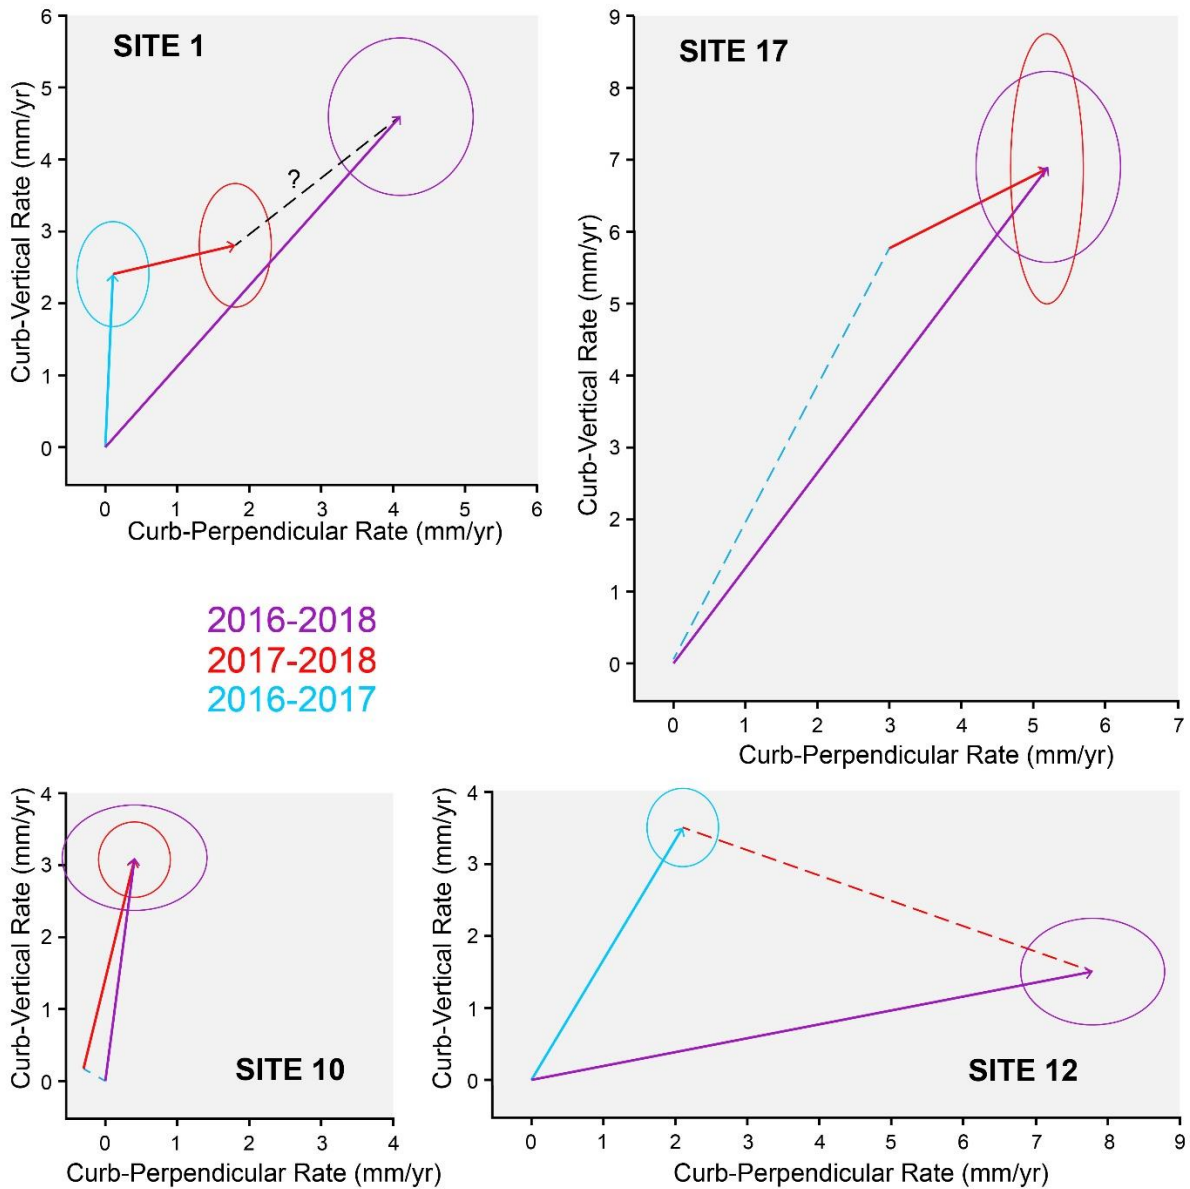 SITE 1
Curb-Vertical Rate (mm/yr)
6
5
4
3
2
1
0
?
0 1 2 3 4 5 6
Curb-Perpendicular Rate (mm/yr)
SITE 17
Curb-Vertical Rate (mm/yr)
9
8
7
6
5
4
3
2
1
0
0 1 2 3 4 5 6 7
Curb-Perpendicular Rate (mm/yr)
2016-2018
2017-2018
2016-2017
Curb-Vertical Rate (mm/yr)
4
3
2
1
0
SITE 10
0 1 2 3 4
Curb-Perpendicular Rate (mm/yr)
Curb-Vertical Rate (mm/yr)
4
3
2
1
0
SITE 12
0 1 2 3 4 5 6 7 8 9
Curb-Perpendicular Rate (mm/yr)